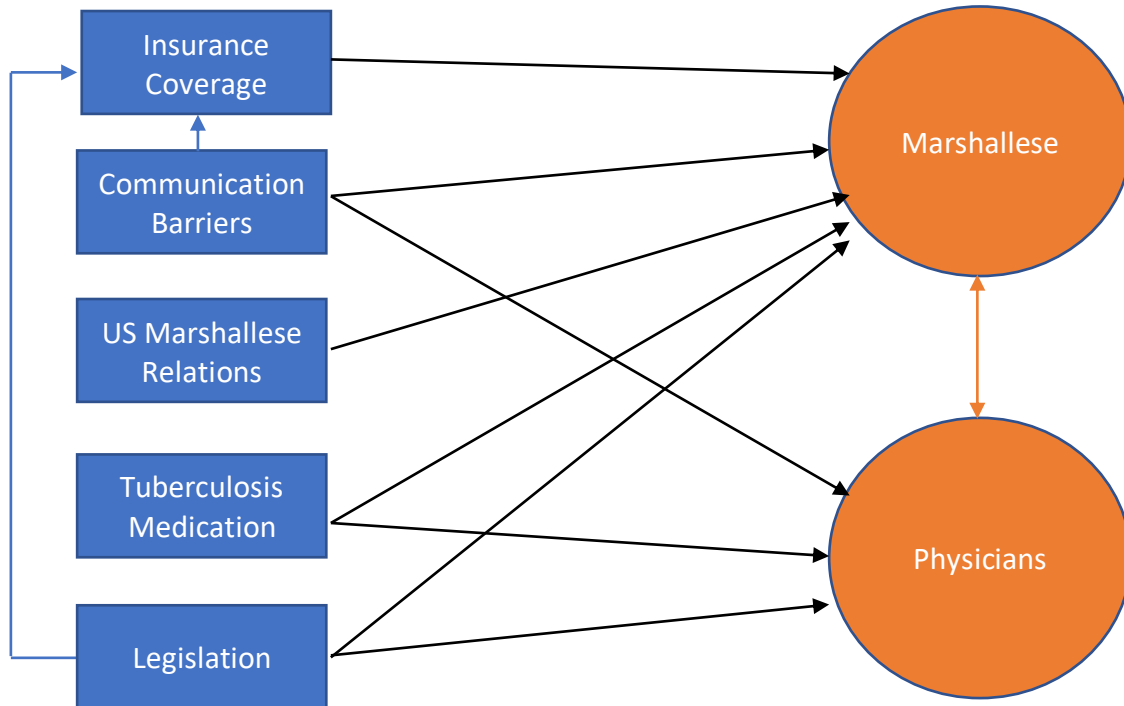 Insurance
Coverage
Communication
Barriers
US Marshallese
Relations
Tuberculosis
Medication
Legislation
Marshallese
Physicians